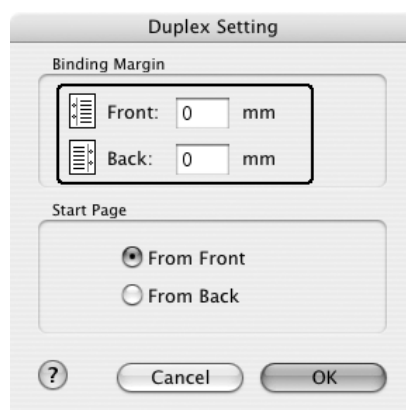 Duplex Setting
Binding Margin
Front: 0 mm
Back: 0 mm
Start Page
From Front
From Back
? Cancel OK